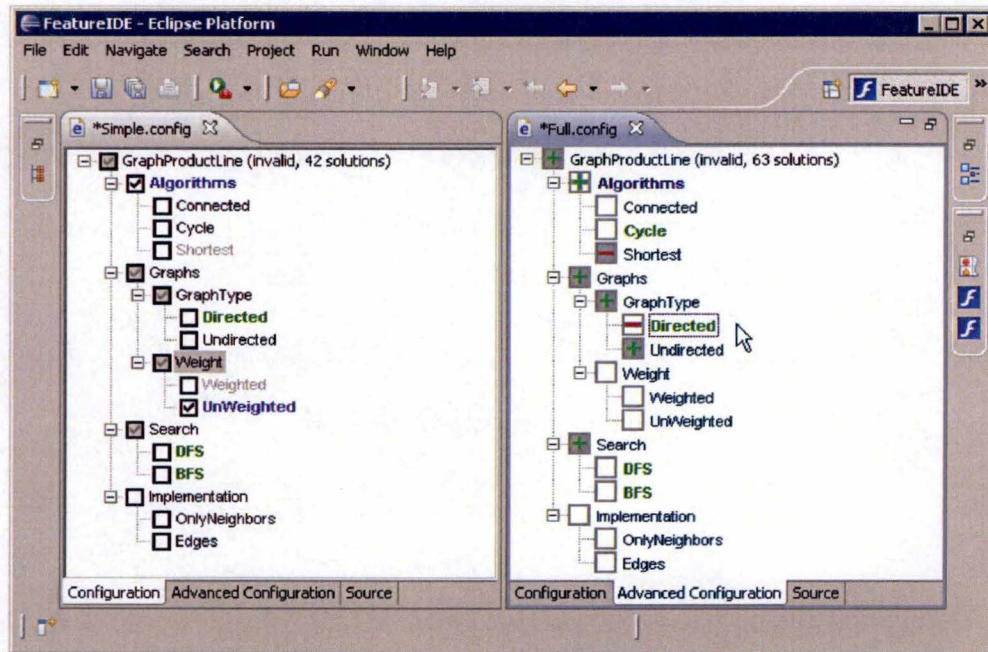 FeatureIDE - Eclipse Platform
File Edit Navigate Search Project Run Window Help
FeatureIDE
*Simple.config
GraphProductLine (invalid, 42 solutions)
Algorithms
Connected
Cycle
Shortest
Graphs
GraphType
Directed
Undirected
Weight
Weighted
UnWeighted
Search
DFS
BFS
Implementation
OnlyNeighbors
Edges
Configuration Advanced Configuration Source
*Full.config
GraphProductLine (invalid, 63 solutions)
Algorithms
Connected
Cycle
Shortest
Graphs
GraphType
Directed
Undirected
Weight
Weighted
UnWeighted
Search
DFS
BFS
Implementation
OnlyNeighbors
Edges
Configuration Advanced Configuration Source